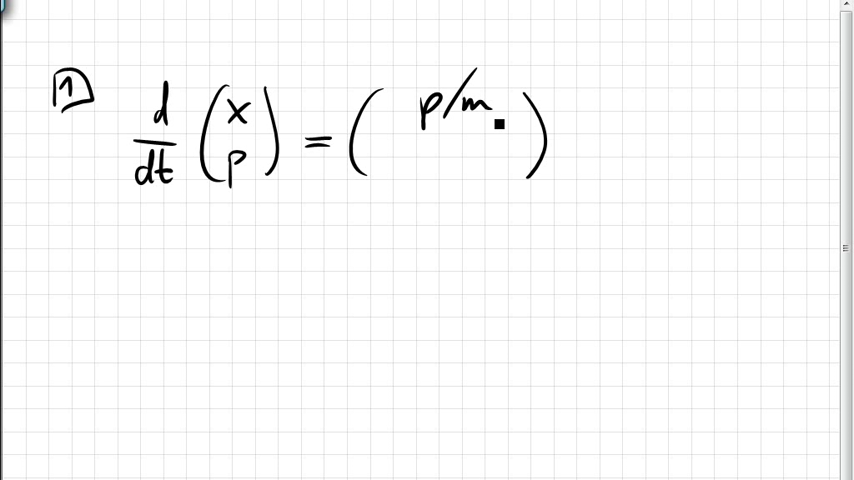 1 d/dt (x p) = (p/m )